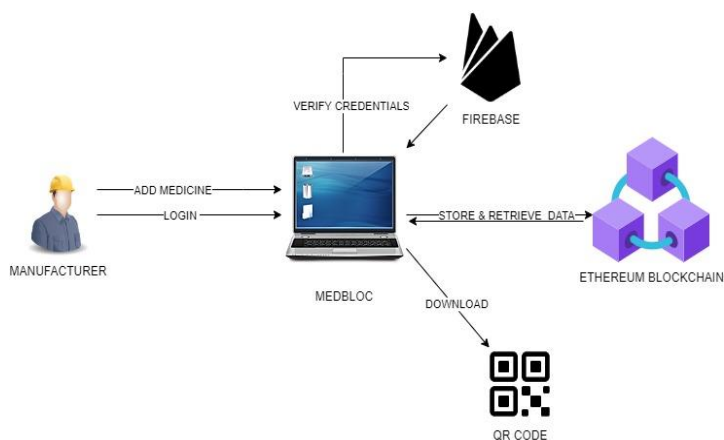 VERIFY CREDENTIALS
FIREBASE
ADD MEDICINE
LOGIN
STORE & RETRIEVE DATA
MANUFACTURER
MEDBLOC
ETHEREUM BLOCKCHAIN
DOWNLOAD
QR CODE